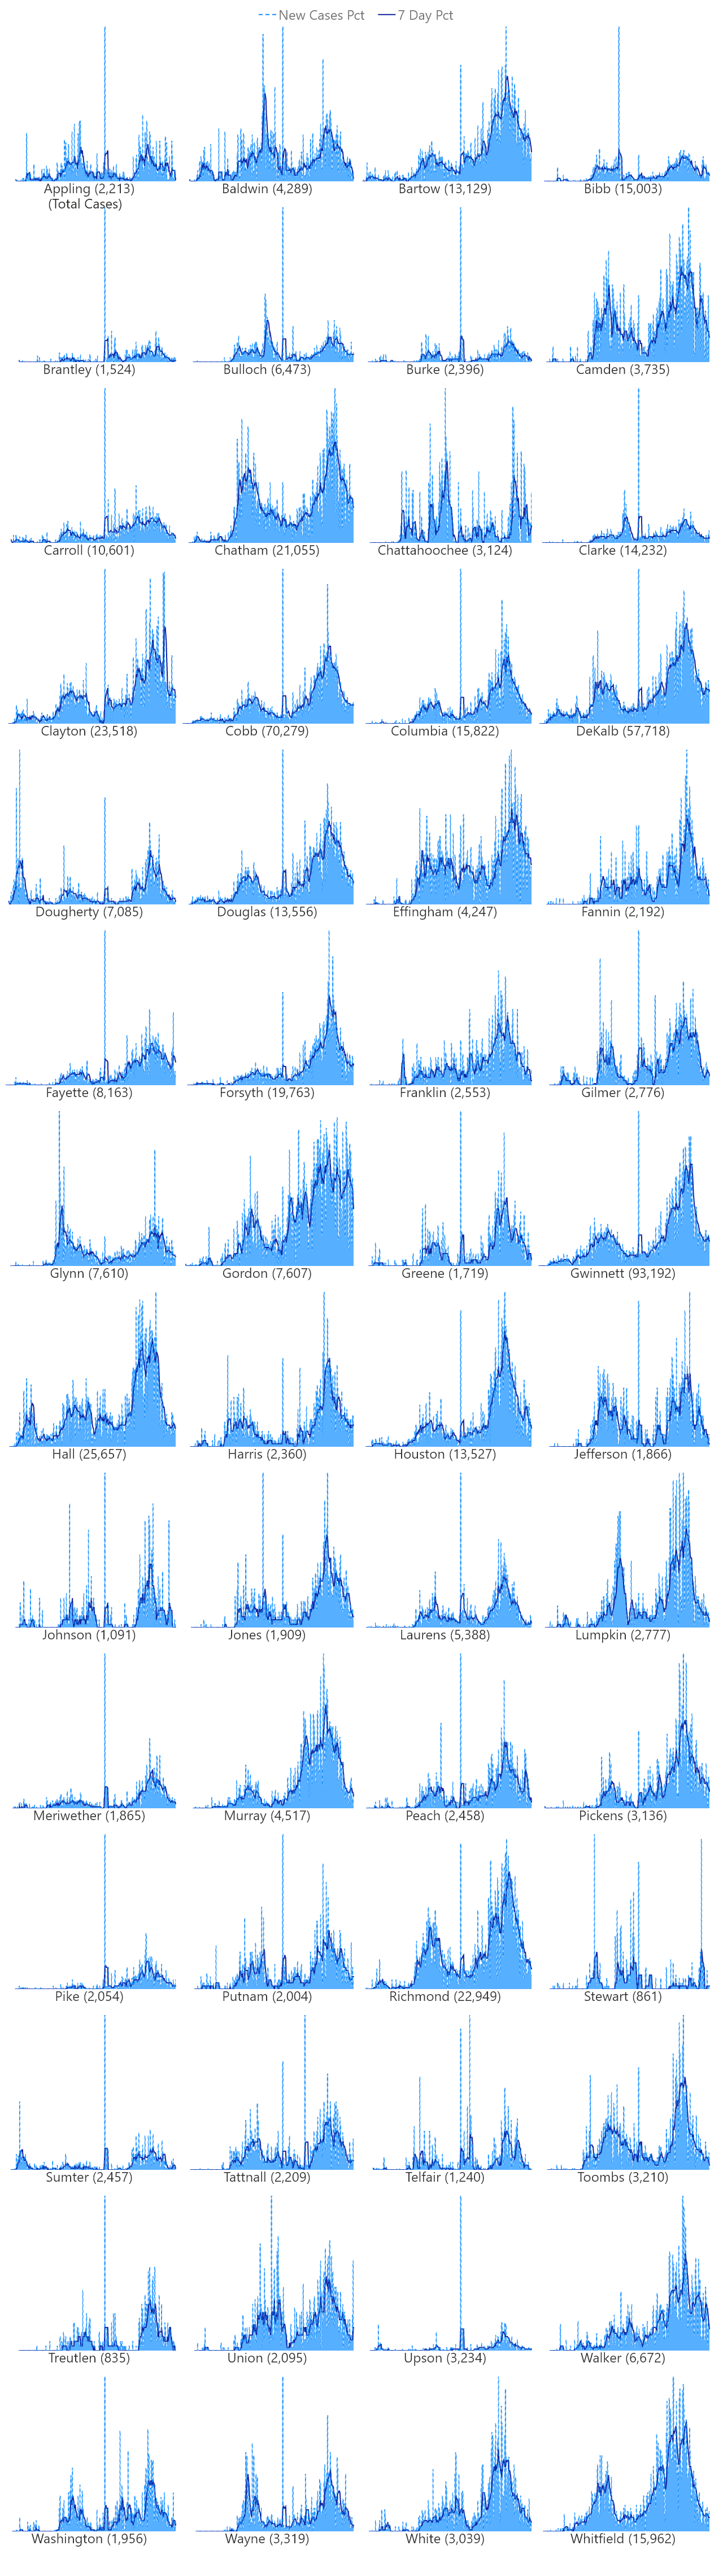 New Cases Pct 7 Day Pct
Appling (2,213) Baldwin (4,289) Bartow (13,129) Bibb (15,003)
(Total Cases)
Brantley (1,524) Bulloch (6,473) Burke (2,396) Camden (3,735)
Carroll (10,601) Chatham (21,055) Chattahoochee (3,124) Clarke (14,232)
Clayton (23,518) Cobb (70,279) Columbia (15,822) DeKalb (57,718)
Dougherty (7,085) Douglas (13,556) Effingham (4,247) Fannin (2,192)
Fayette (8,163) Forsyth (19,763) Franklin (2,553) Gilmer (2,776)
Glynn (7,610) Gordon (7,607) Greene (1,719) Gwinnett (93,192)
Hall (25,657) Harris (2,360) Houston (13,527) Jefferson (1,866)
Johnson (1,091) Jones (1,909) Laurens (5,388) Lumpkin (2,777)
Meriwether (1,865) Murray (4,517) Peach (2,458) Pickens (3,136)
Pike (2,054) Putnam (2,004) Richmond (22,949) Stewart (861)
Sumter (2,457) Tattnall (2,209) Telfair (1,240) Toombs (3,210)
Treutlen (835) Union (2,095) Upson (3,234) Walker (6,672)
Washington (1,956) Wayne (3,319) White (3,039) Whitfield (15,962)